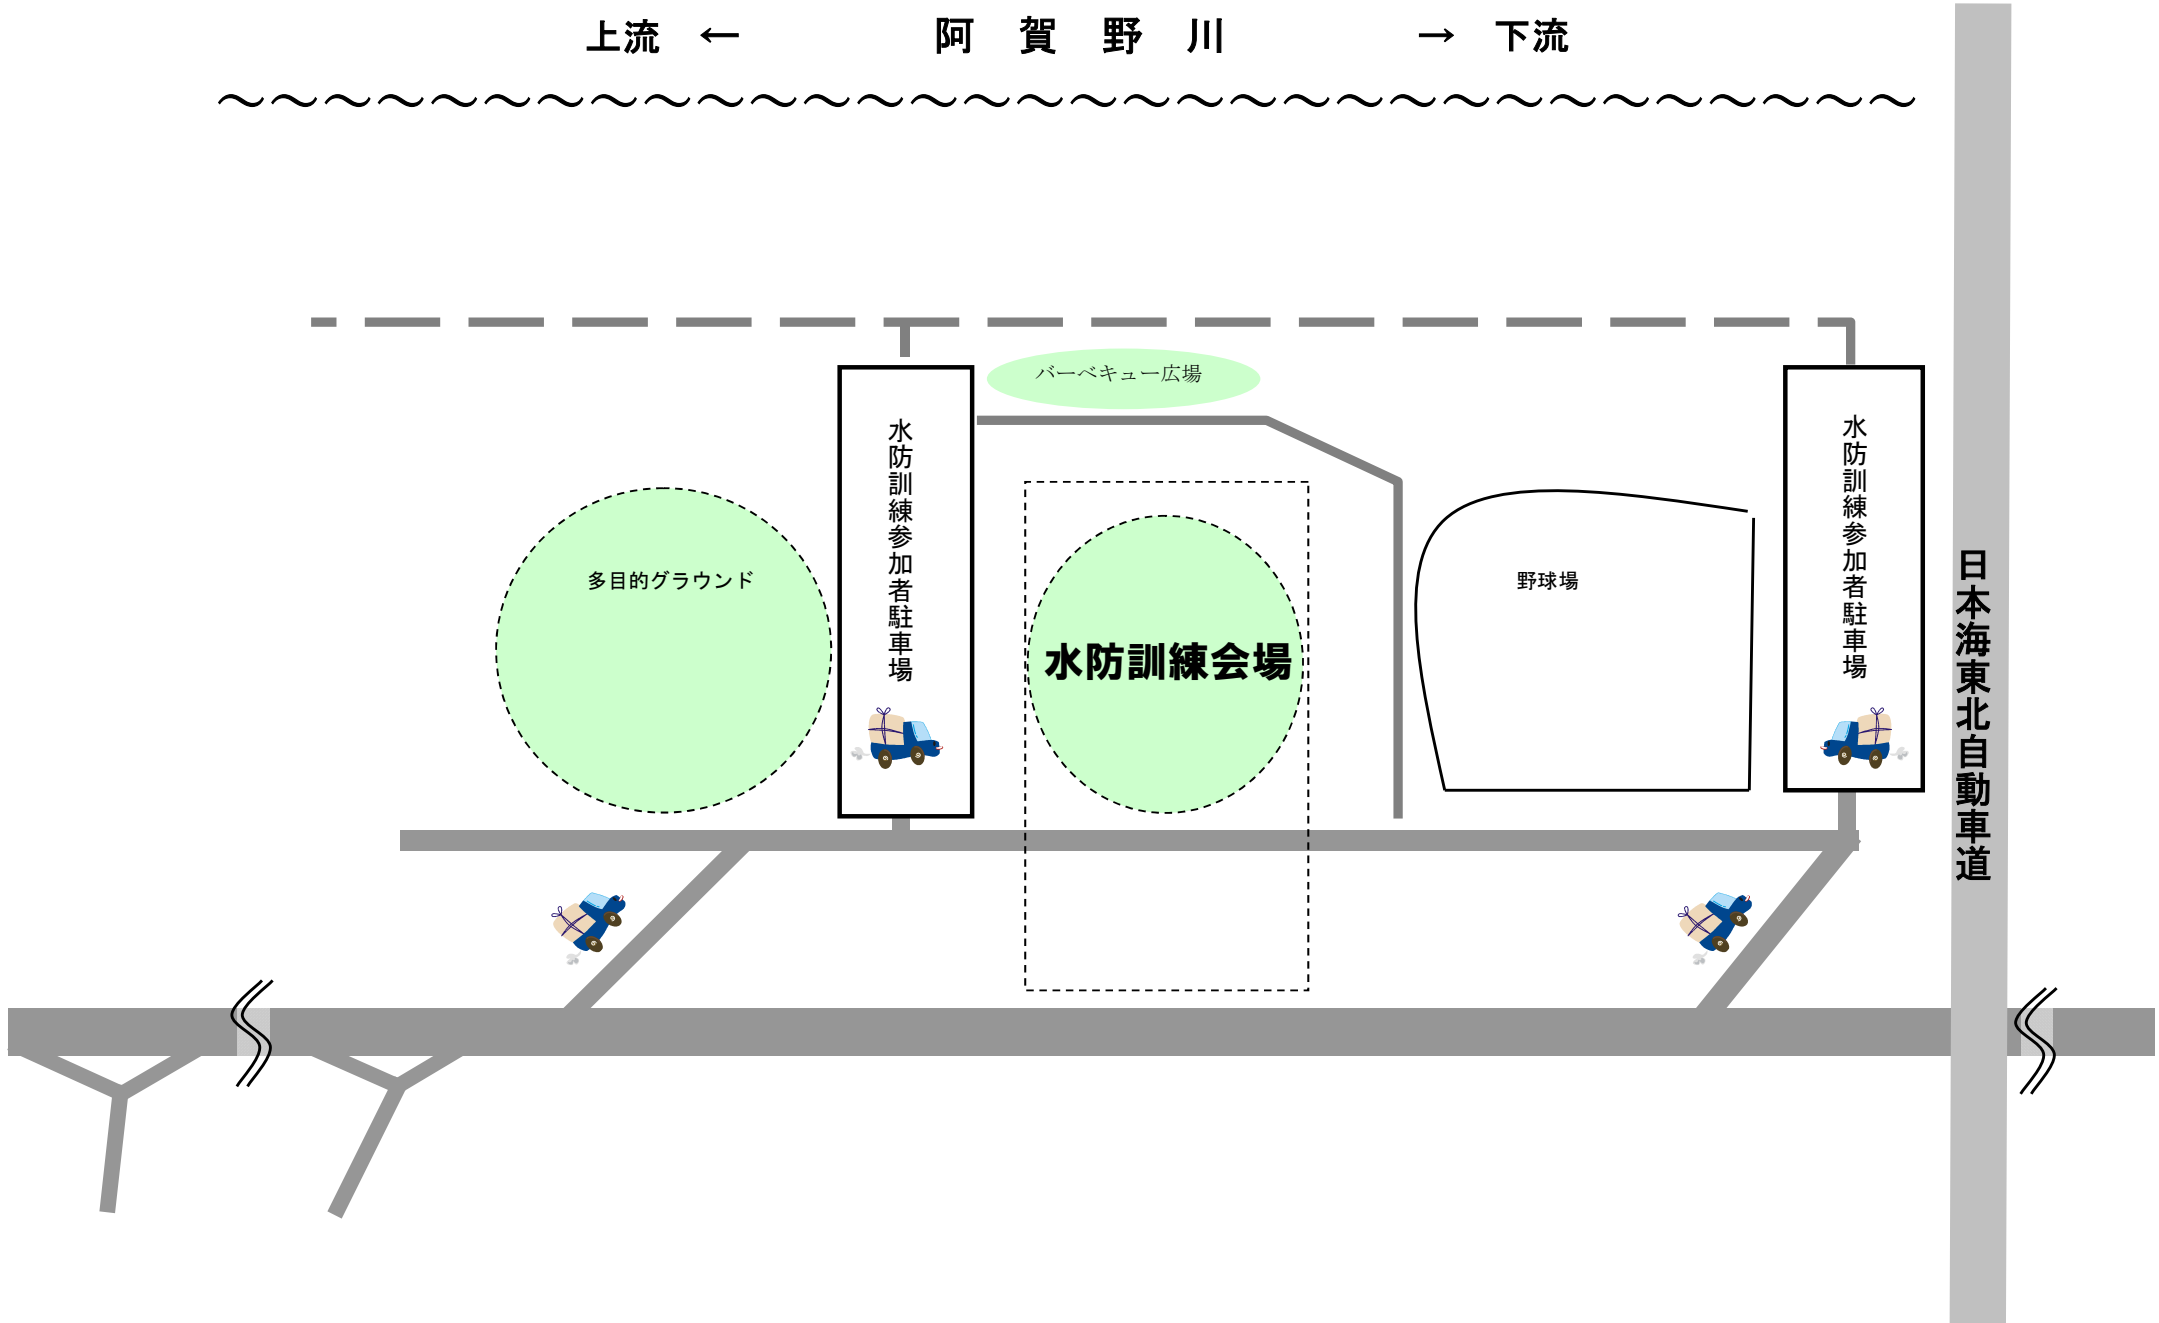 上流　←　　　　　阿　賀　野　川　　　　　→　下流
バーベキュー広場
多目的グラウンド
水防訓練参加者駐車場
水防訓練会場
野球場
水防訓練参加者駐車場
日本海東北自動車道